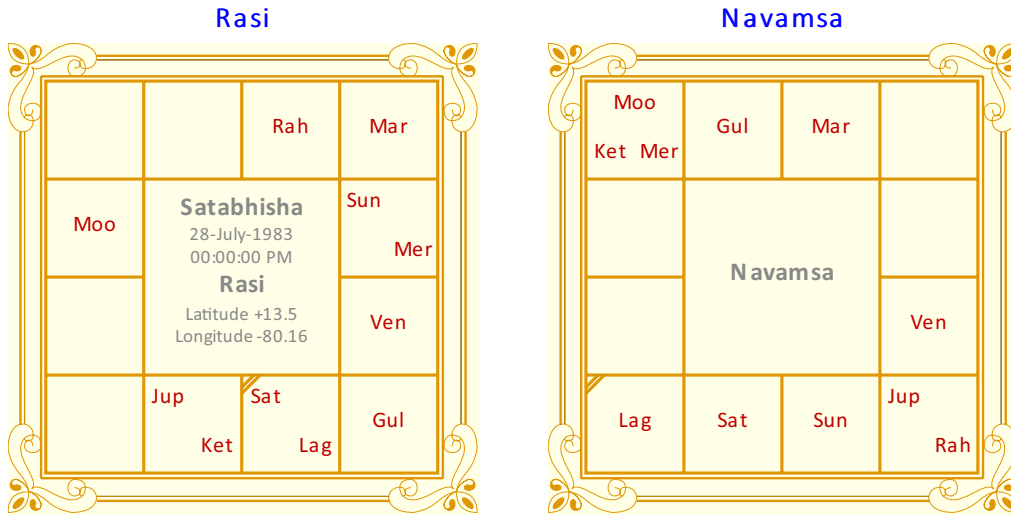 Rasi
Rah
Mar
Moo
Sun
Mer
Satabhisha
28-July-1983
00:00:00 PM
Rasi
Latitude +13.5
Longitude -80.16
Ven
Jup
Ket
Sat
Lag
Gul
Navamsa
Moo
Ket Mer
Gul
Mar
Navamsa
Ven
Lag
Sat
Sun
Jup
Rah